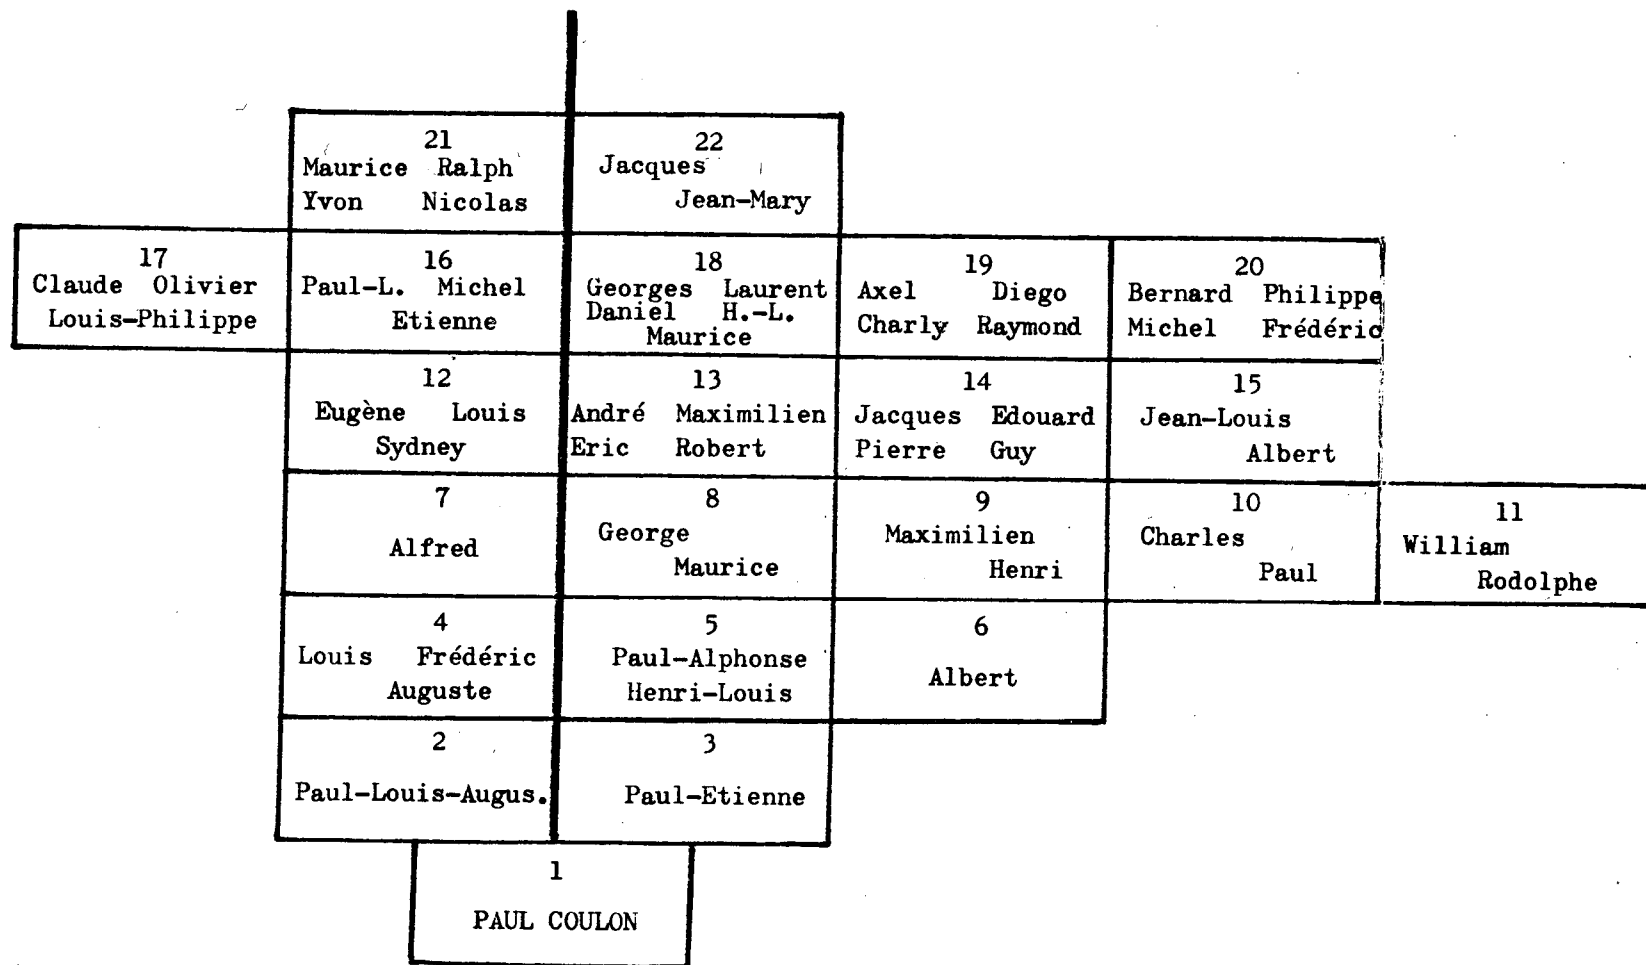 21
Maurice Ralph
Yvon Nicolas
22
Jacques
Jean-Mary
17
Claude Olivier
Louis-Philippe
16
Paul-L. Michel
Etienne
18
Georges Laurent
Daniel H.-L.
Maurice
19
Axel Diego
Charly Raymond
20
Bernard Philippe
Michel Frédéric
12
Eugène Louis
Sydney
13
André Maximilien
Eric Robert
14
Jacques Edouard
Pierre Guy
15
Jean-Louis
Albert
7
Alfred
8
George
Maurice
9
Maximilien
Henri
10
Charles
Paul
11
William
Rodolphe
4
Louis Frédéric
Auguste
5
Paul-Alphonse
Henri-Louis
6
Albert
2
Paul-Louis-Augus.
3
Paul-Etienne
1
PAUL COULON